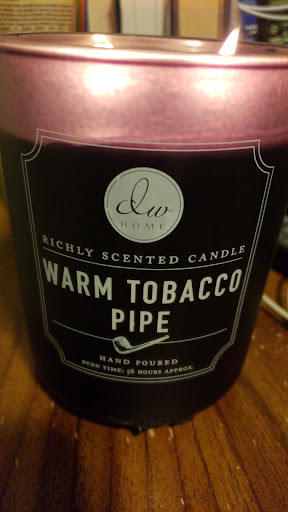 dw
HOME
RICHLY SCENTED CANDLE
WARM TOBACCO
PIPE
HAND POURED
BURN TIME: 56 HOURS APPROX.